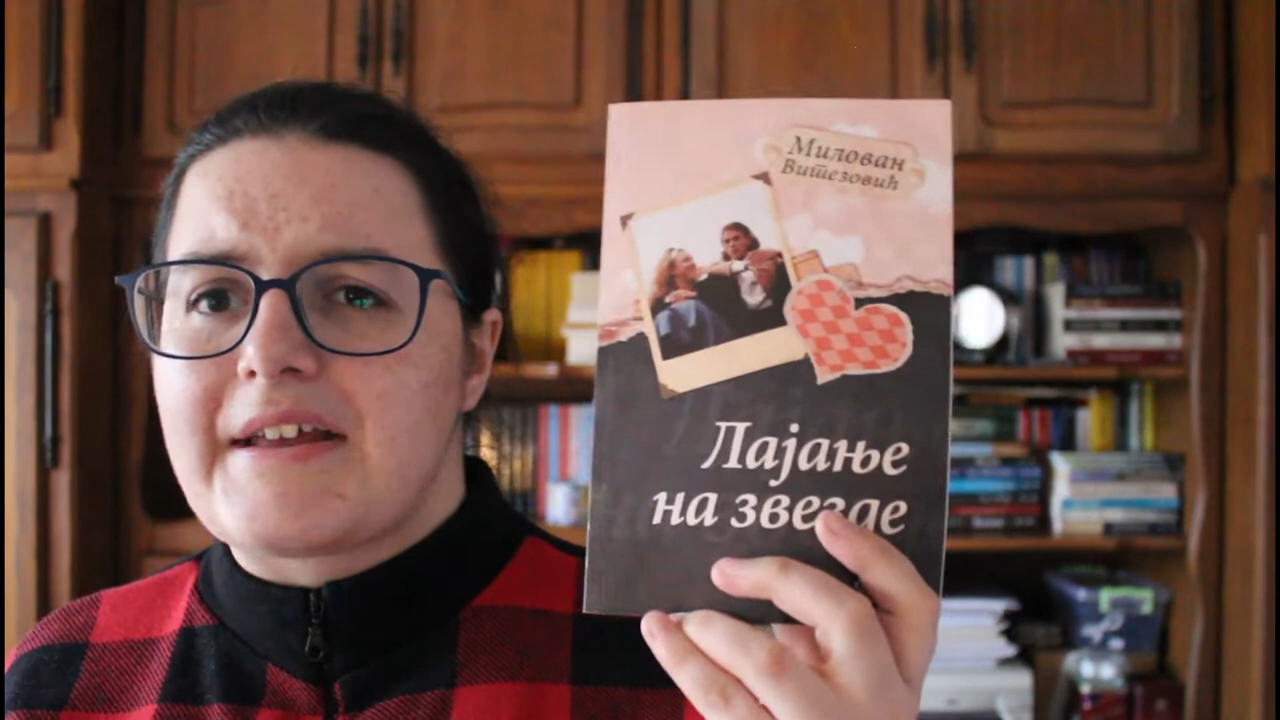 Милован
Витезовић
Лајање
на звезде